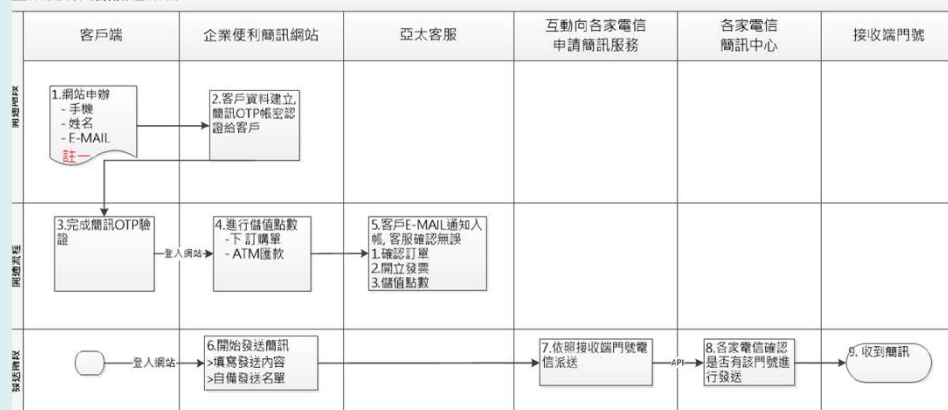 客戶端
企業便利簡訊網站
亞太客服
互動向各家電信
申請簡訊服務
各家電信
簡訊中心
接收端門號
1.網站申辦
- 手機
- 姓名
- E-MAIL
註一
2.客戶資料建立,
簡訊OTP帳密認
證給客戶
3.完成簡訊OTP驗
證
登入網站
4.進行儲值點數
-下 訂購單
- ATM匯款
5.客戶E-MAIL通知入
帳, 客服確認無誤
1.確認訂單
2.開立發票
3.儲值點數
開通流程
登入網站
6.開始發送簡訊
>填寫發送內容
>自備發送名單
7.依照接收端門號電
信派送
API
8.各家電信確認
是否有該門號進
行發送
9. 收到簡訊
發送階段